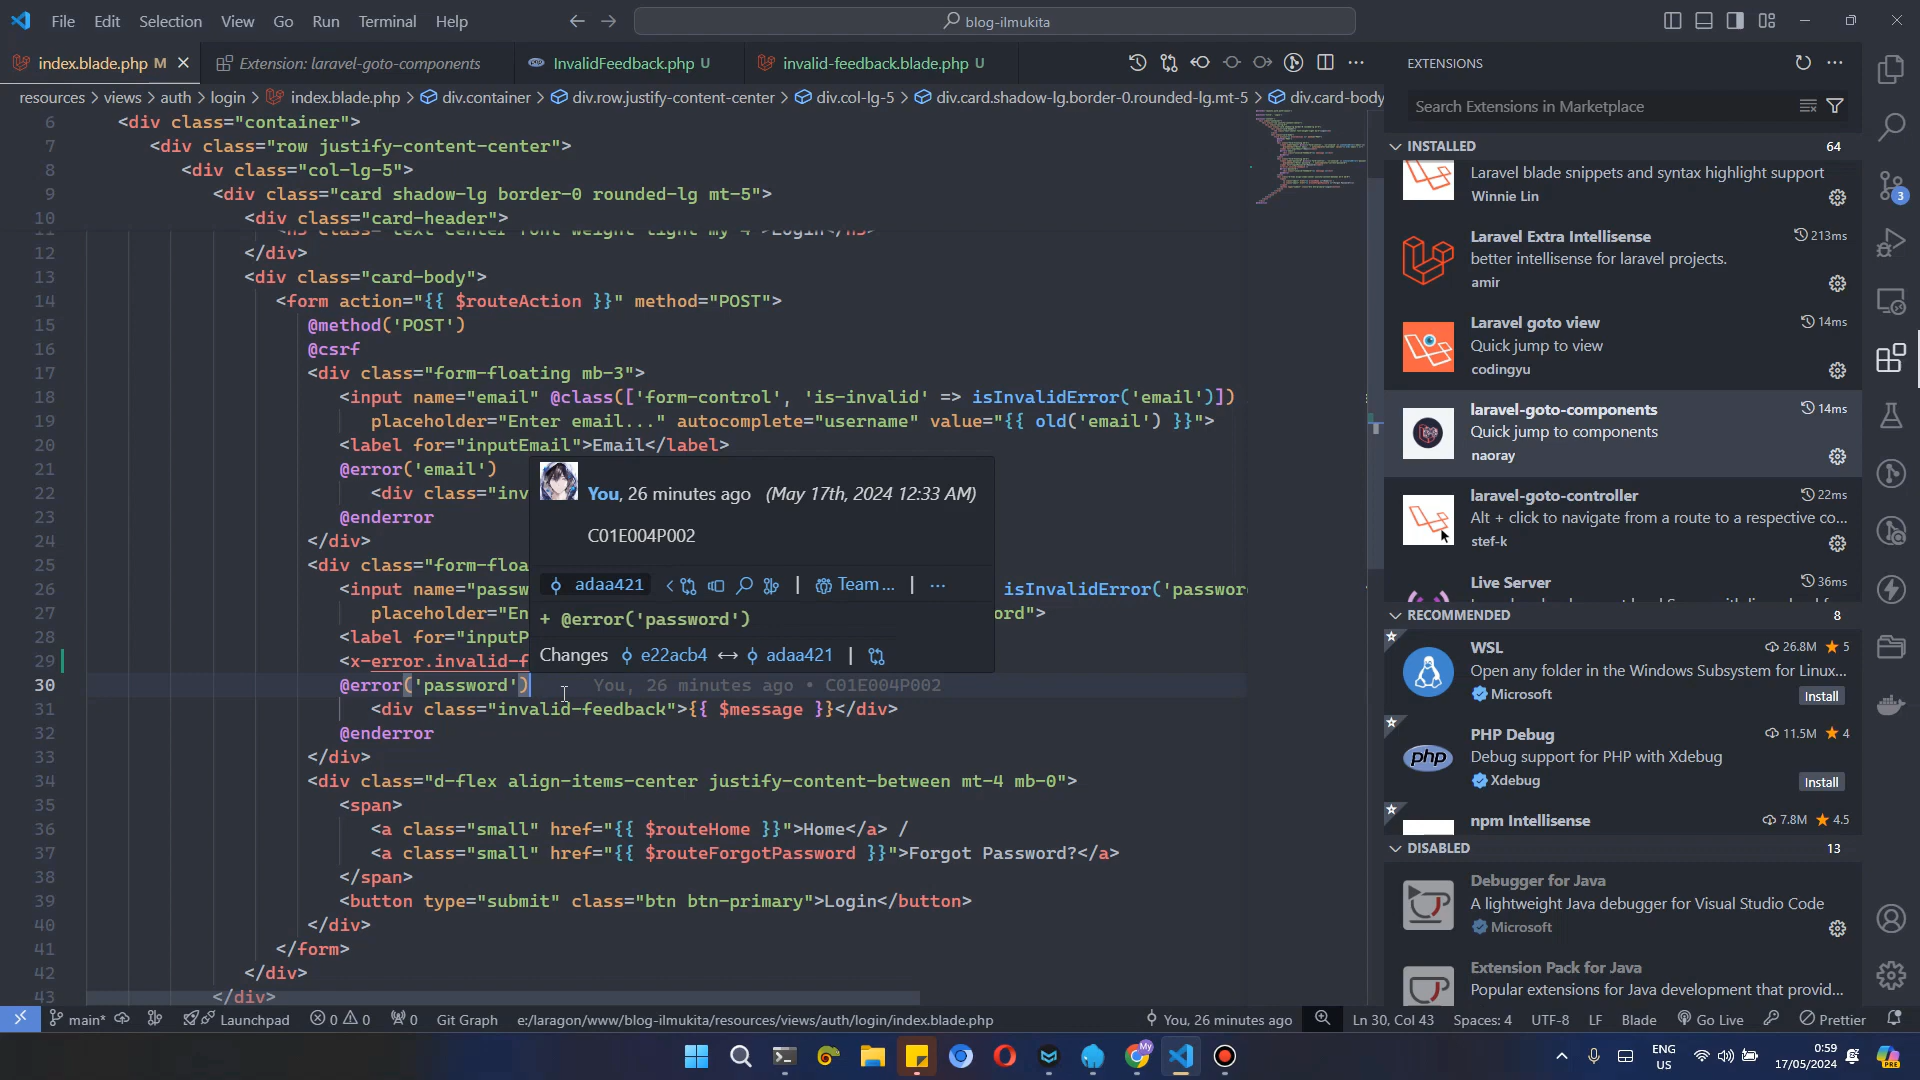 File Edit Selection View Go Run Terminal Help
blog-ilmukita
index.blade.php M
Extension: laravel-goto-components
InvalidFeedback.php U
invalid-feedback.blade.php U
resources > views > auth > login > index.blade.php > div.container > div.row.justify-content-center > div.col-lg-5 > div.card.shadow-lg.border-0.rounded-lg.mt-5 > div.card-body
6 <div class="container">
7 <div class="row justify-content-center">
8 <div class="col-lg-5">
9 <div class="card shadow-lg border-0 rounded-lg mt-5">
10 <div class="card-header">
12 </div>
13 <div class="card-body">
14 <form action="{{ $routeAction }}" method="POST">
15 @method('POST')
16 @csrf
17 <div class="form-floating mb-3">
18 <input name="email" @class(['form-control', 'is-invalid' => isInvalidError('email')])
19 placeholder="Enter email..." autocomplete="username" value="{{ old('email') }}">
20 <label for="inputEmail">Email</label>
21 @error('email')
22 <div class="inv
23 @enderror
24 </div>
25 <div class="form-floa
26 <input name="passw isInvalidError('passwor
27 placeholder="En ord">
28 <label for="inputP
29 <x-error.invalid-f
30 @error('password') You, 26 minutes ago • C01E004P002
31 <div class="invalid-feedback">{{ $message }}</div>
32 @enderror
33 </div>
34 <div class="d-flex align-items-center justify-content-between mt-4 mb-0">
35 <span>
36 <a class="small" href="{{ $routeHome }}">Home</a> /
37 <a class="small" href="{{ $routeForgotPassword }}">Forgot Password?</a>
38 </span>
39 <button type="submit" class="btn btn-primary">Login</button>
40 </div>
41 </form>
42 </div>
43 </div>
You, 26 minutes ago (May 17th, 2024 12:33 AM)
C01E004P002
adaa421 | Team... | ...
+ @error('password')
Changes e22acb4 adaa421 |
EXTENSIONS
Search Extensions in Marketplace
INSTALLED 64
Laravel blade snippets and syntax highlight support
Winnie Lin
Laravel Extra Intellisense 213ms
better intellisense for laravel projects.
amir
Laravel goto view 14ms
Quick jump to view
codingyu
laravel-goto-components 14ms
Quick jump to components
naoray
laravel-goto-controller 22ms
Alt + click to navigate from a route to a respective co...
stef-k
Live Server 36ms
RECOMMENDED 8
WSL 26.8M 5
Open any folder in the Windows Subsystem for Linux...
Microsoft Install
PHP Debug 11.5M 4
Debug support for PHP with Xdebug
php
Xdebug Install
npm Intellisense 7.8M 4.5
DISABLED 13
Debugger for Java
A lightweight Java debugger for Visual Studio Code
Microsoft
Extension Pack for Java
Popular extensions for Java development that provid...
3
main* Launchpad 0 0 0 Git Graph e:/laragon/www/blog-ilmukita/resources/views/auth/login/index.blade.php You, 26 minutes ago Ln 30, Col 43 Spaces: 4 UTF-8 LF Blade Go Live Prettier
My
ENG
US
0:59
17/05/2024
PRE